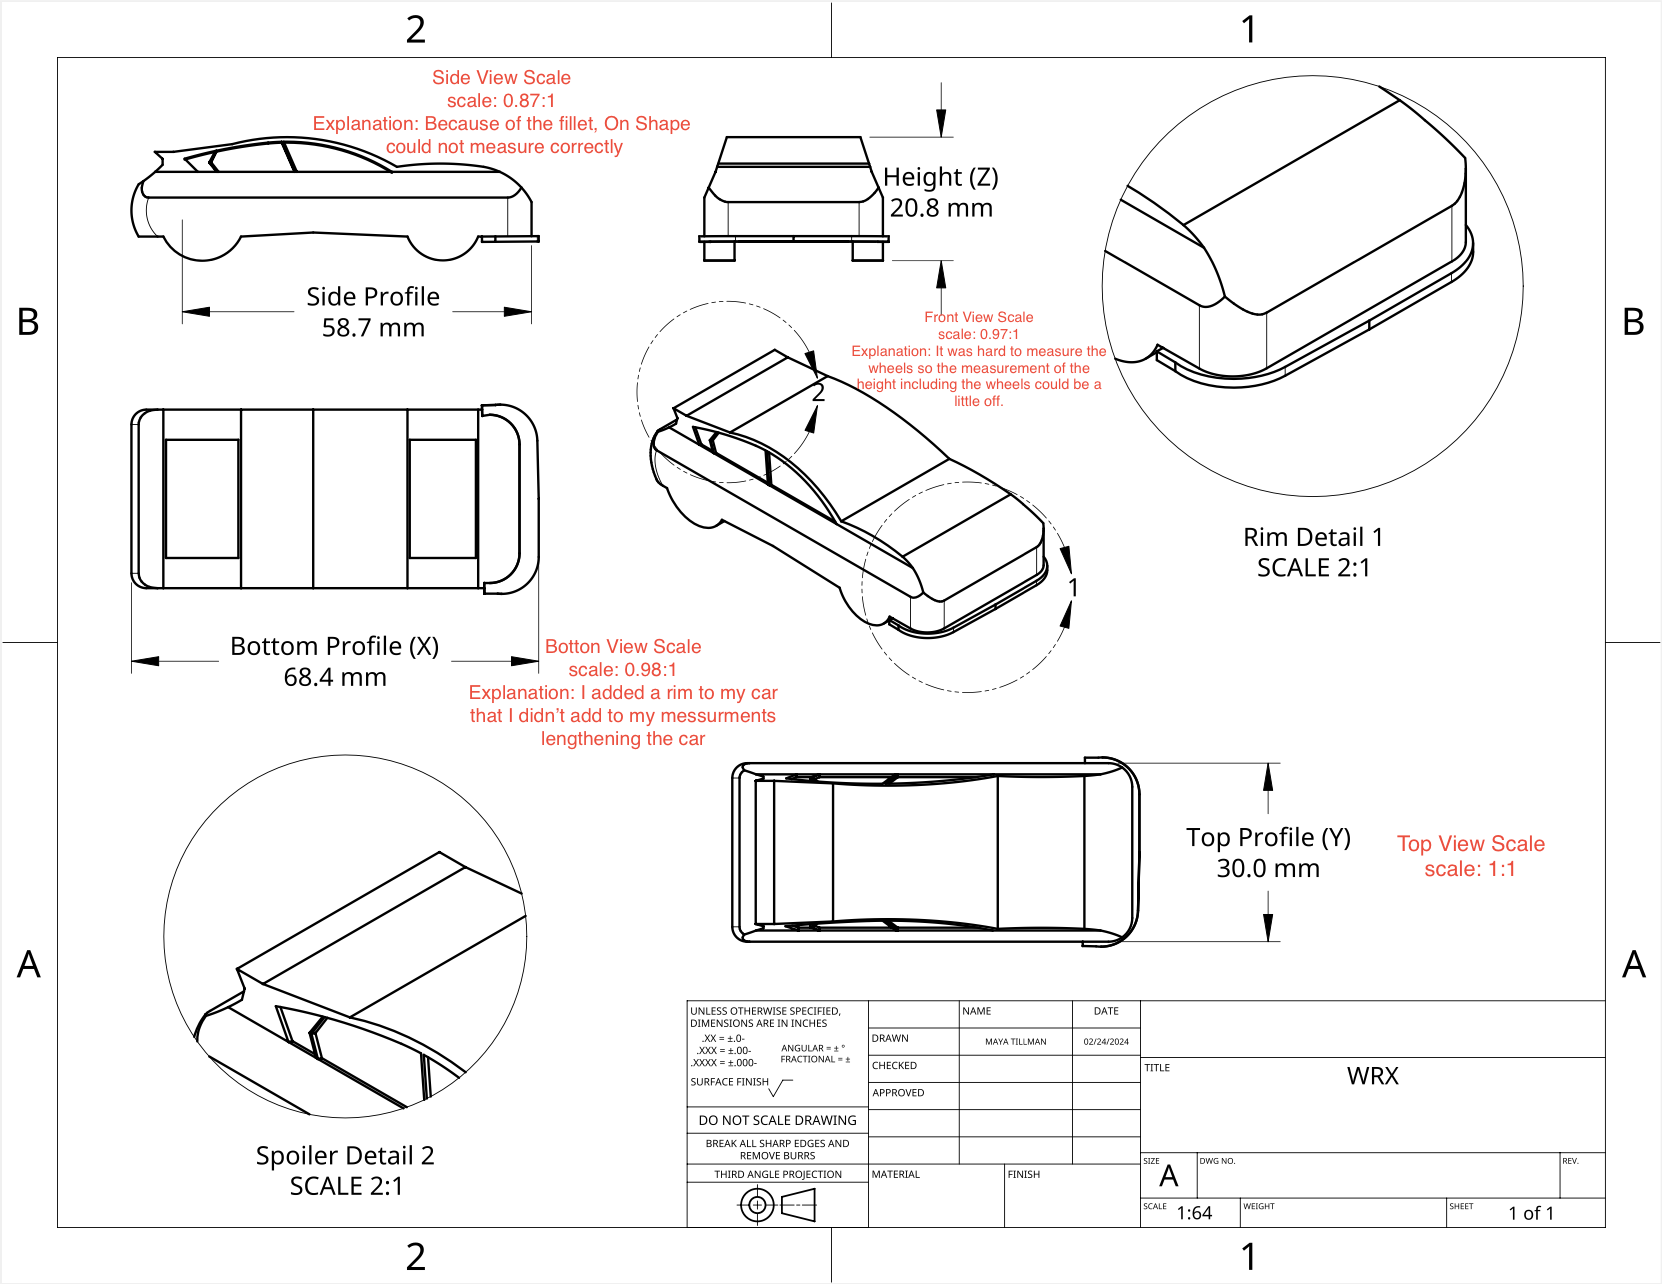 2
1
Side View Scale
scale: 0.87:1
Explanation: Because of the fillet, On Shape
could not measure correctly
Height (Z)
20.8 mm
Side Profile
58.7 mm
B
B
Front View Scale
scale: 0.97:1
Explanation: It was hard to measure the
wheels so the measurement of the
height including the wheels could be a
little off.
2
1
Rim Detail 1
SCALE 2:1
Bottom Profile (X)
68.4 mm
Botton View Scale
scale: 0.98:1
Explanation: I added a rim to my car
that I didn't add to my messurments
lengthening the car
Top Profile (Y)
30.0 mm
Top View Scale
scale: 1:1
A
A
Spoiler Detail 2
SCALE 2:1
UNLESS OTHERWISE SPECIFIED,
DIMENSIONS ARE IN INCHES
.XX = ±.0-
.XXX = ±.00-
.XXXX = ±.000-
ANGULAR = ± °
FRACTIONAL = ±
SURFACE FINISH
DO NOT SCALE DRAWING
BREAK ALL SHARP EDGES AND
REMOVE BURRS
THIRD ANGLE PROJECTION
NAME
DATE
DRAWN
MAYA TILLMAN
02/24/2024
CHECKED
APPROVED
MATERIAL
FINISH
TITLE
WRX
SIZE
A
DWG NO.
REV.
SCALE
1:64
WEIGHT
SHEET
1 of 1
2
1